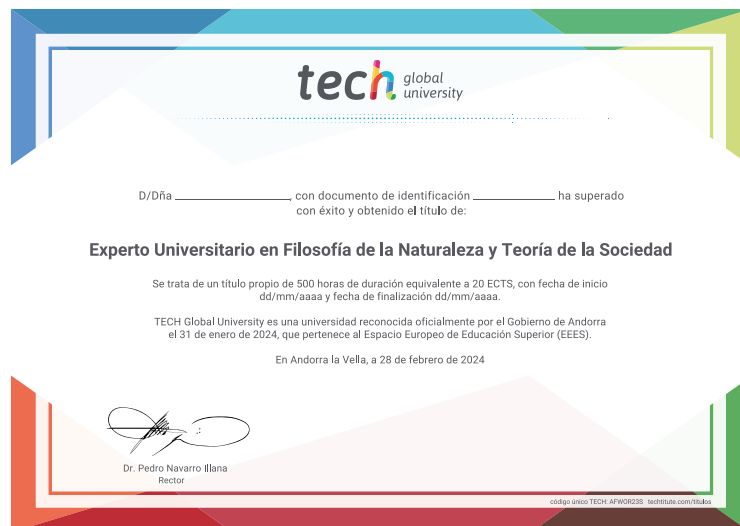 tech global
university
D/Dña ____________________, con documento de identificación ______________ ha superado
con éxito y obtenido el título de:
Experto Universitario en Filosofía de la Naturaleza y Teoría de la Sociedad
Se trata de un título propio de 500 horas de duración equivalente a 20 ECTS, con fecha de inicio
dd/mm/aaaa y fecha de finalización dd/mm/aaaa.
TECH Global University es una universidad reconocida oficialmente por el Gobierno de Andorra
el 31 de enero de 2024, que pertenece al Espacio Europeo de Educación Superior (EEES).
En Andorra la Vella, a 28 de febrero de 2024
Dr. Pedro Navarro Illana
Rector
código único TECH: AFWOR23S techtitute.com/titulos